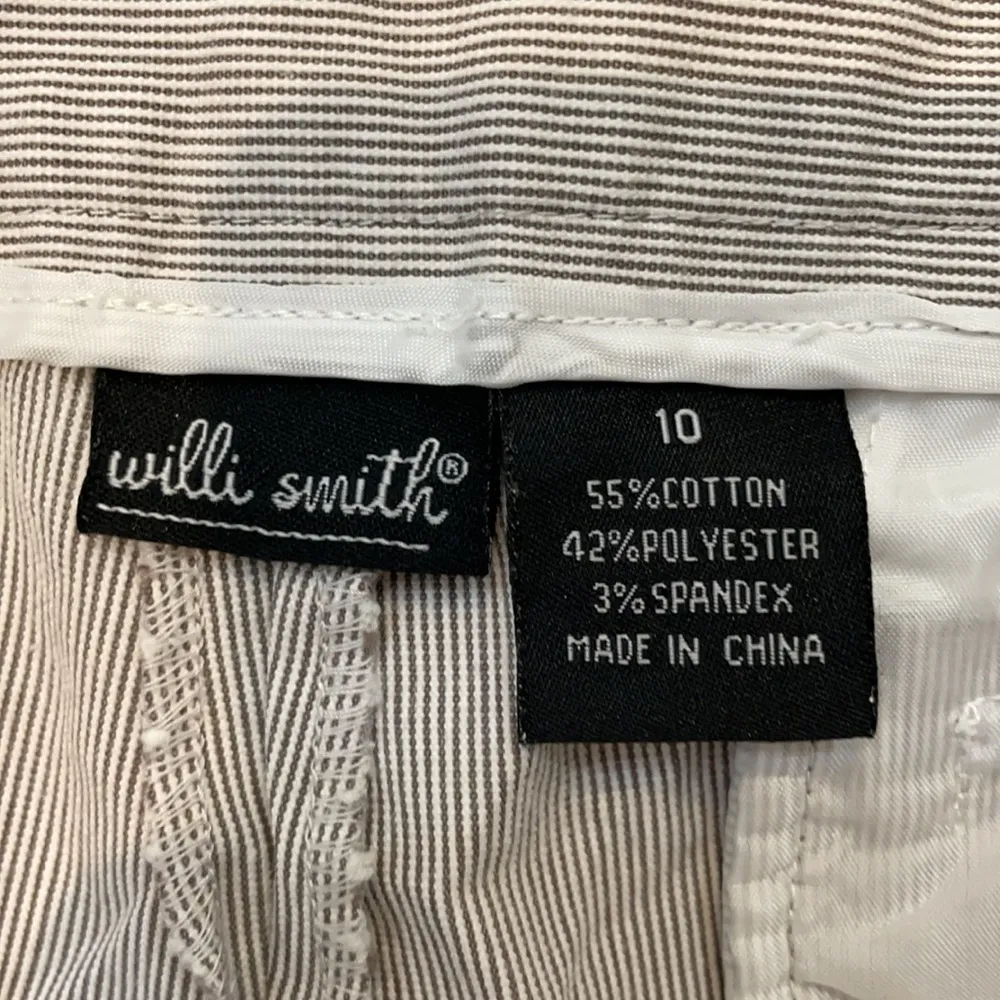 willi smith®
10
55%COTTON
42%POLYESTER
3%SPANDEX
MADE IN CHINA